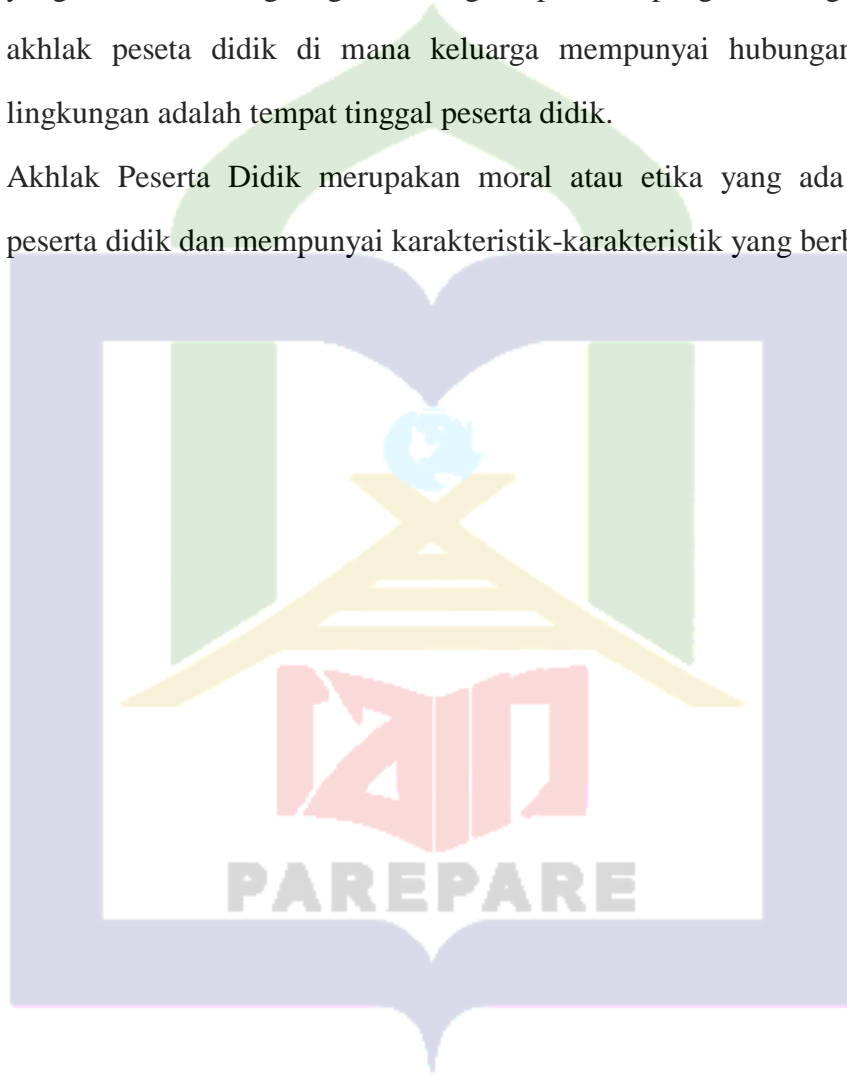 akhlak peseta didik di mana keluarga mempunyai hubungan
lingkungan adalah tempat tinggal peserta didik.
Akhlak Peserta Didik merupakan moral atau etika yang ada
peserta didik dan mempunyai karakteristik-karakteristik yang
iain
PAREPARE